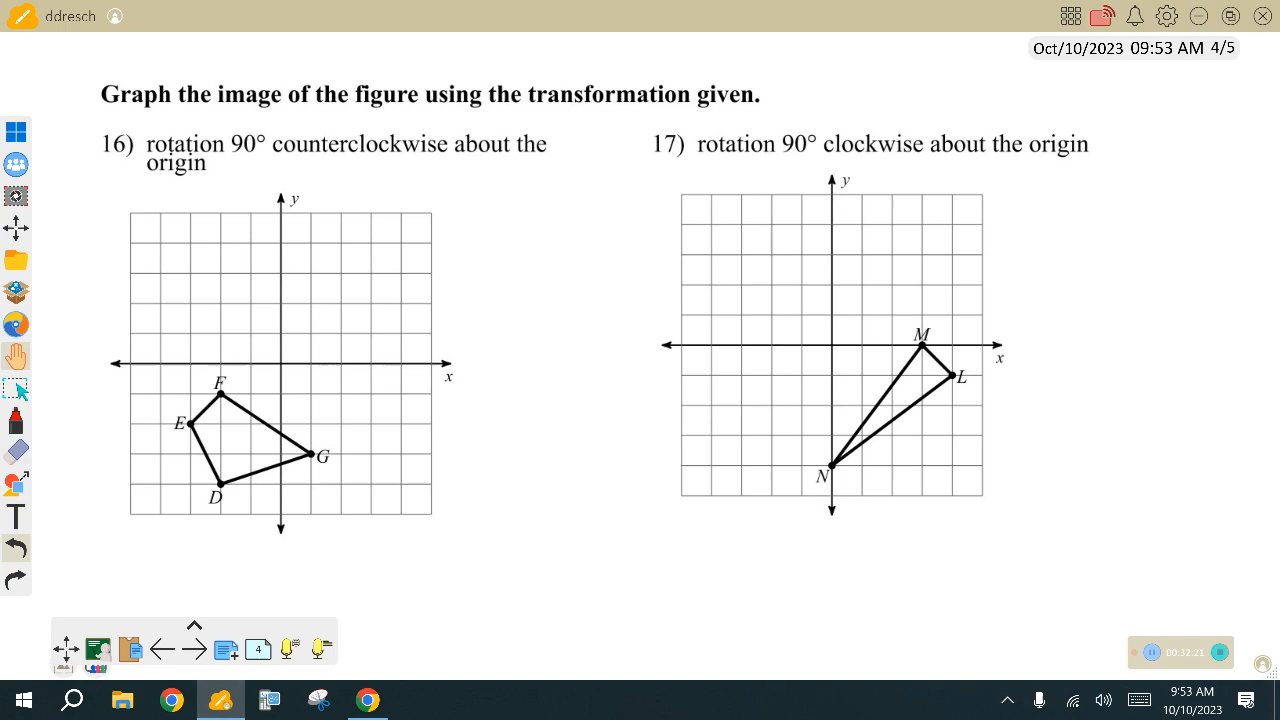 ddresch
Oct/10/2023 09:53 AM 4/5
Graph the image of the figure using the transformation given.
16) rotation 90° counterclockwise about the
origin
17) rotation 90° clockwise about the origin
y
x
F
E
G
D
y
M
x
L
N
T
4
00:32:21
9:53 AM
10/10/2023